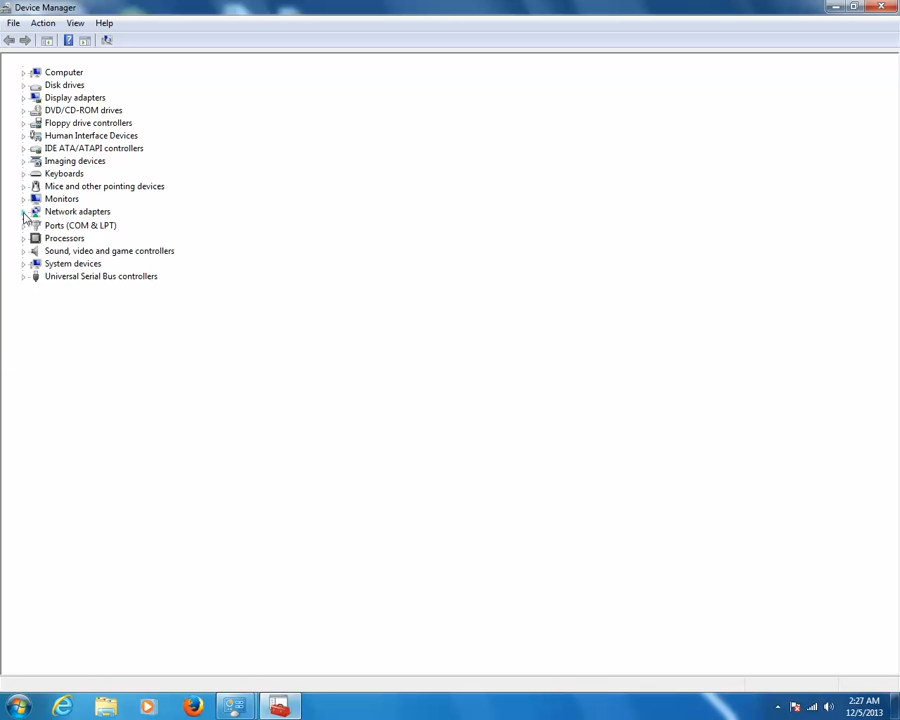 Device Manager
File Action View Help
Computer
Disk drives
Display adapters
DVD/CD-ROM drives
Floppy drive controllers
Human Interface Devices
IDE ATA/ATAPI controllers
Imaging devices
Keyboards
Mice and other pointing devices
Monitors
Network adapters
Ports (COM & LPT)
Processors
Sound, video and game controllers
System devices
Universal Serial Bus controllers
2:27 AM
12/5/2013